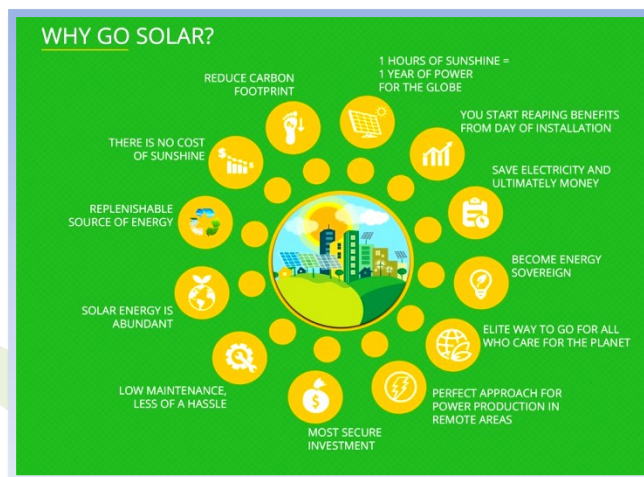 WHY GO SOLAR?
1 HOURS OF SUNSHINE =
1 YEAR OF POWER
FOR THE GLOBE
YOU START REAPING BENEFITS
FROM DAY OF INSTALLATION
SAVE ELECTRICITY AND
ULTIMATELY MONEY
BECOME ENERGY
SOVEREIGN
ELITE WAY TO GO FOR ALL
WHO CARE FOR THE PLANET
PERFECT APPROACH FOR
POWER PRODUCTION IN
REMOTE AREAS
MOST SECURE
INVESTMENT
LOW MAINTENANCE,
LESS OF A HASSLE
SOLAR ENERGY IS
ABUNDANT
REPLENISHABLE
SOURCE OF ENERGY
THERE IS NO COST
OF SUNSHINE
REDUCE CARBON
FOOTPRINT